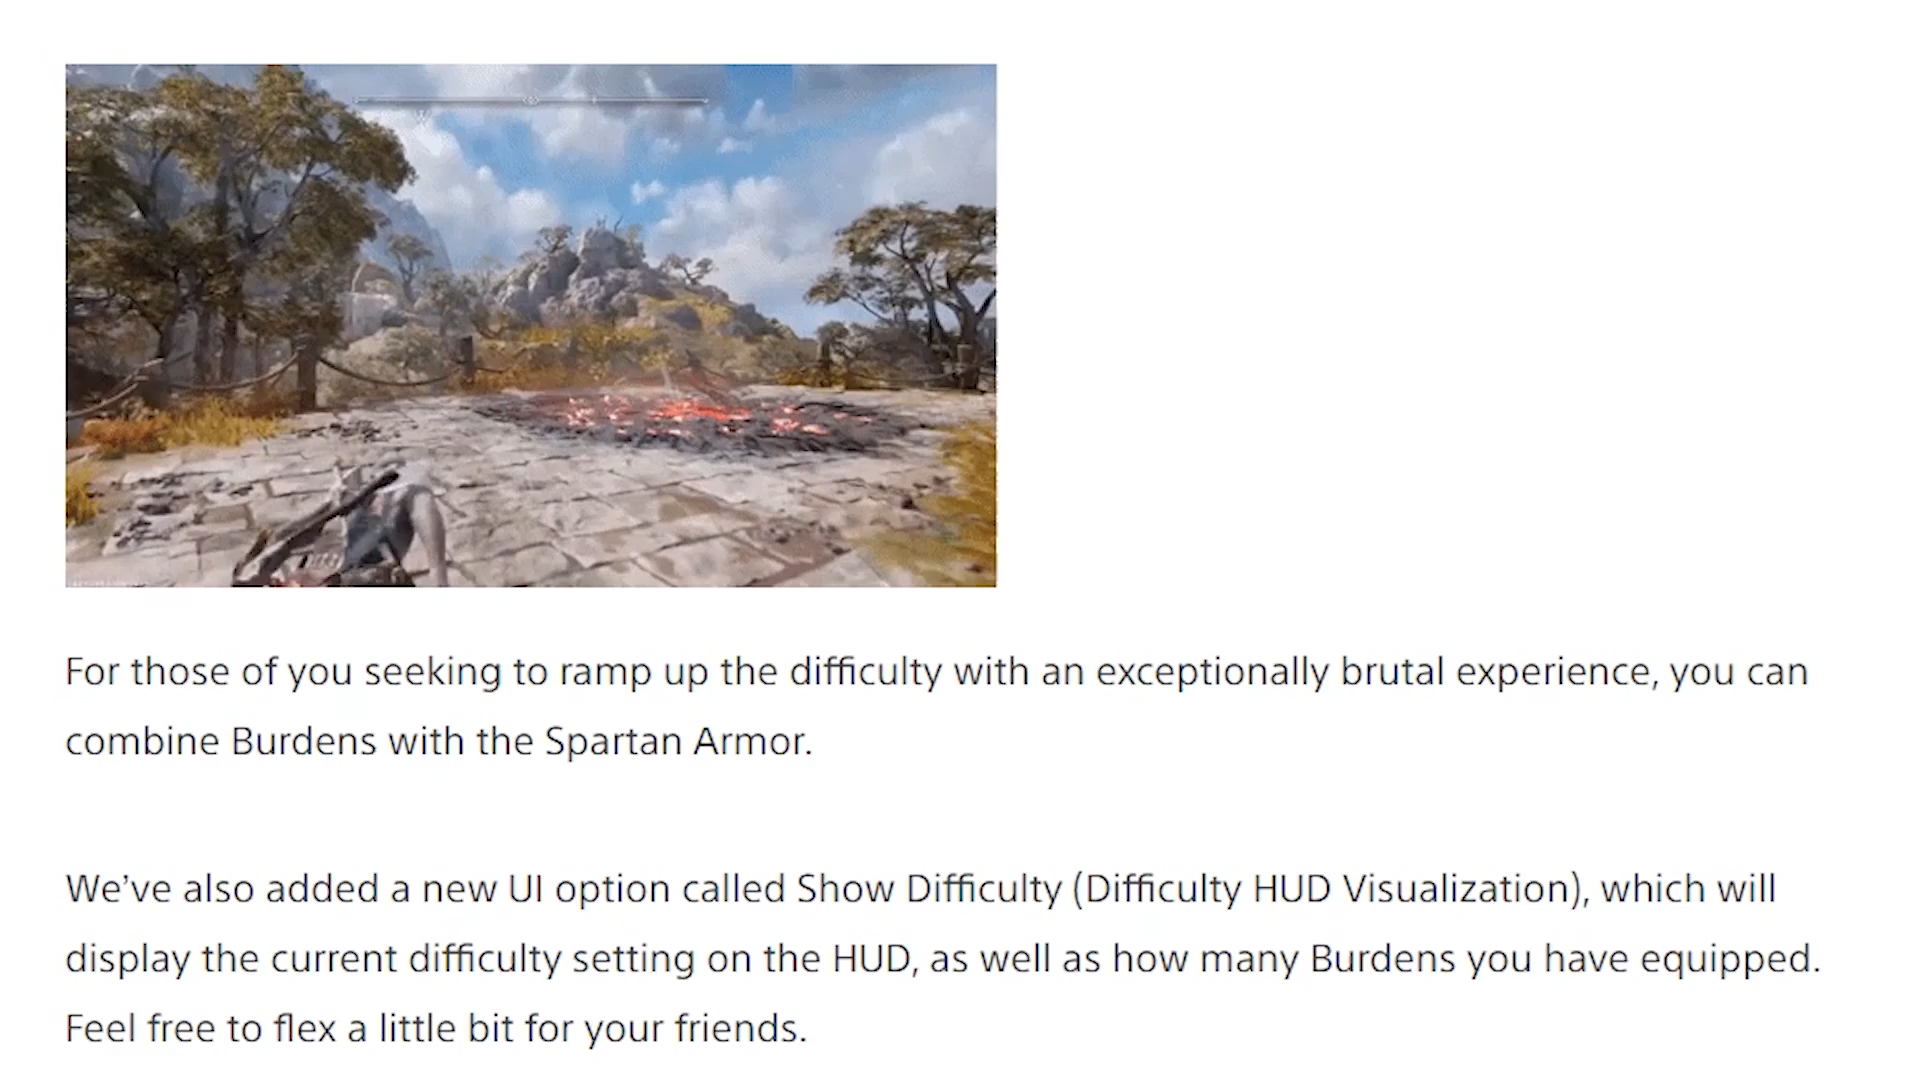 For those of you seeking to ramp up the difficulty with an exceptionally brutal experience, you can
combine Burdens with the Spartan Armor.
We’ve also added a new UI option called Show Difficulty (Difficulty HUD Visualization), which will
display the current difficulty setting on the HUD, as well as how many Burdens you have equipped.
Feel free to flex a little bit for your friends.